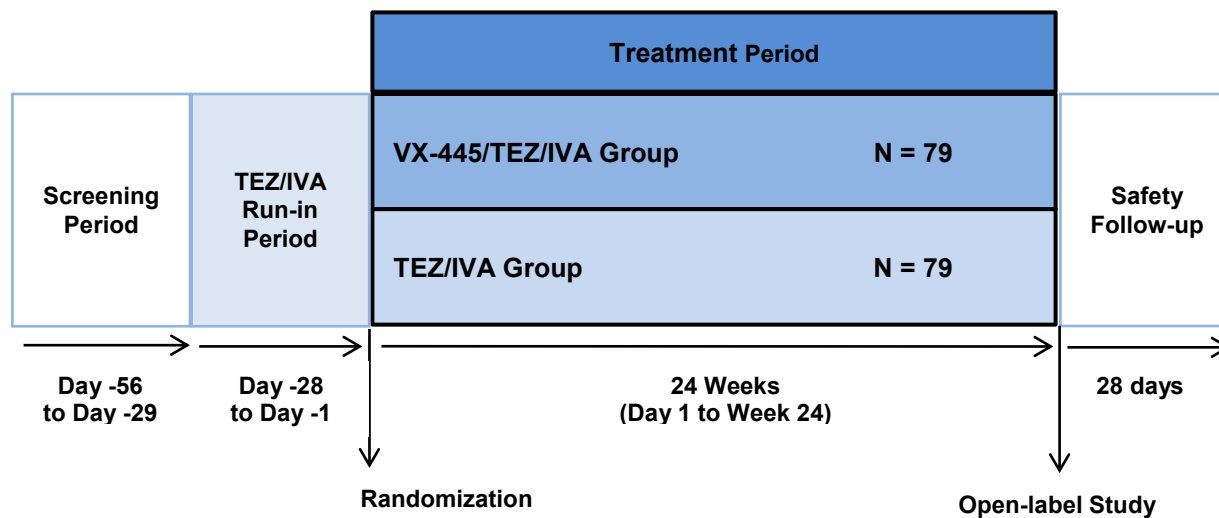 Treatment Period
Screening
Period
TEZ/IVA
Run-in
Period
VX-445/TEZ/IVA Group N = 79
TEZ/IVA Group N = 79
Safety
Follow-up
Day -56
to Day -29
Day -28
to Day -1
24 Weeks
(Day 1 to Week 24)
28 days
Randomization
Open-label Study